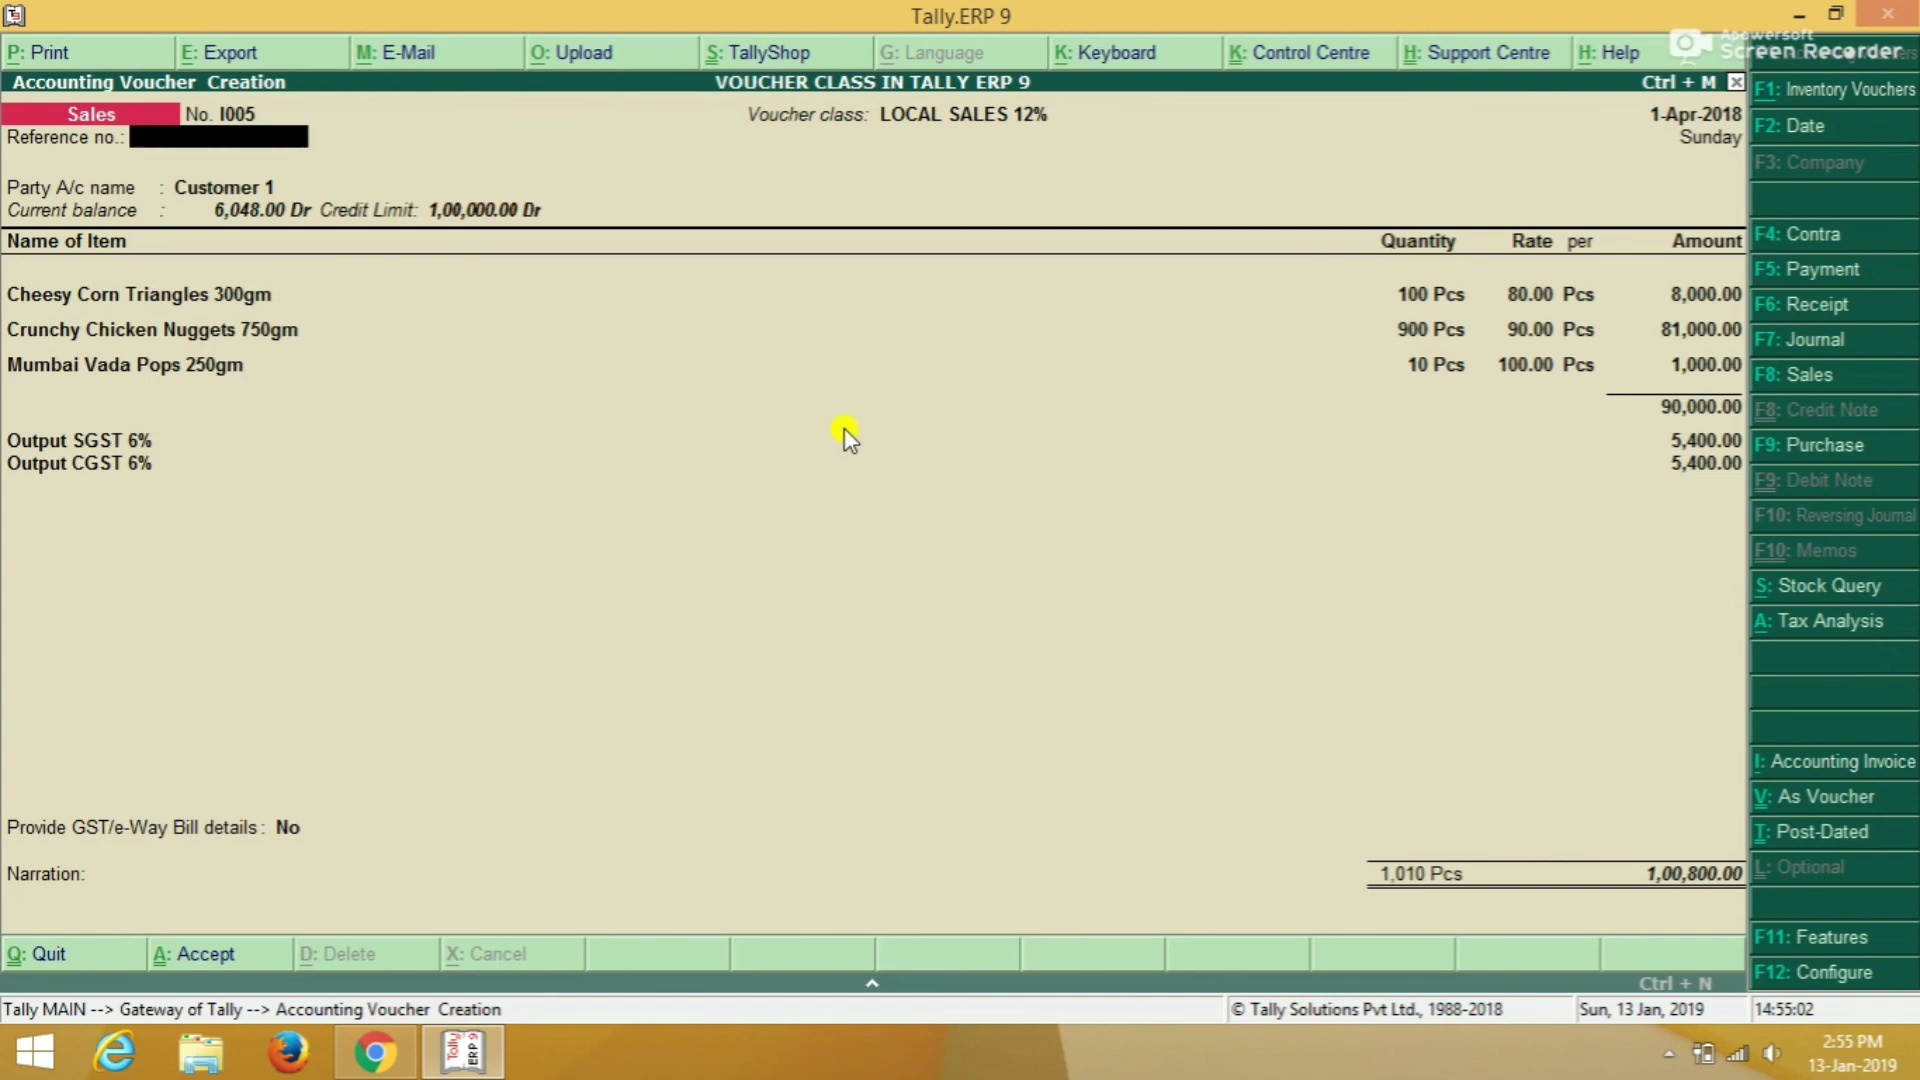 Tally.ERP 9
P: Print E: Export M: E-Mail O: Upload S: TallyShop G: Language K: Keyboard K: Control Centre H: Support Centre H: Help
Apowersoft
Screen Recorder
Accounting Voucher Creation VOUCHER CLASS IN TALLY ERP 9 Ctrl + M
Sales No. I005 Voucher class: LOCAL SALES 12% 1-Apr-2018
Reference no.: Sunday
Party A/c name : Customer 1
Current balance : 6,048.00 Dr Credit Limit: 1,00,000.00 Dr
Name of Item Quantity Rate per Amount
Cheesy Corn Triangles 300gm 100 Pcs 80.00 Pcs 8,000.00
Crunchy Chicken Nuggets 750gm 900 Pcs 90.00 Pcs 81,000.00
Mumbai Vada Pops 250gm 10 Pcs 100.00 Pcs 1,000.00
90,000.00
Output SGST 6% 5,400.00
Output CGST 6% 5,400.00
Provide GST/e-Way Bill details : No
Narration: 1,010 Pcs 1,00,800.00
F1: Inventory Vouchers
F2: Date
F3: Company
F4: Contra
F5: Payment
F6: Receipt
F7: Journal
F8: Sales
F8: Credit Note
F9: Purchase
F9: Debit Note
F10: Reversing Journal
F10: Memos
S: Stock Query
A: Tax Analysis
I: Accounting Invoice
V: As Voucher
T: Post-Dated
L: Optional
F11: Features
F12: Configure
Q: Quit A: Accept D: Delete X: Cancel
Ctrl + N
Tally MAIN --> Gateway of Tally --> Accounting Voucher Creation © Tally Solutions Pvt Ltd., 1988-2018 Sun, 13 Jan, 2019 14:55:02
Tally
ERP 9
2:55 PM
13-Jan-2019